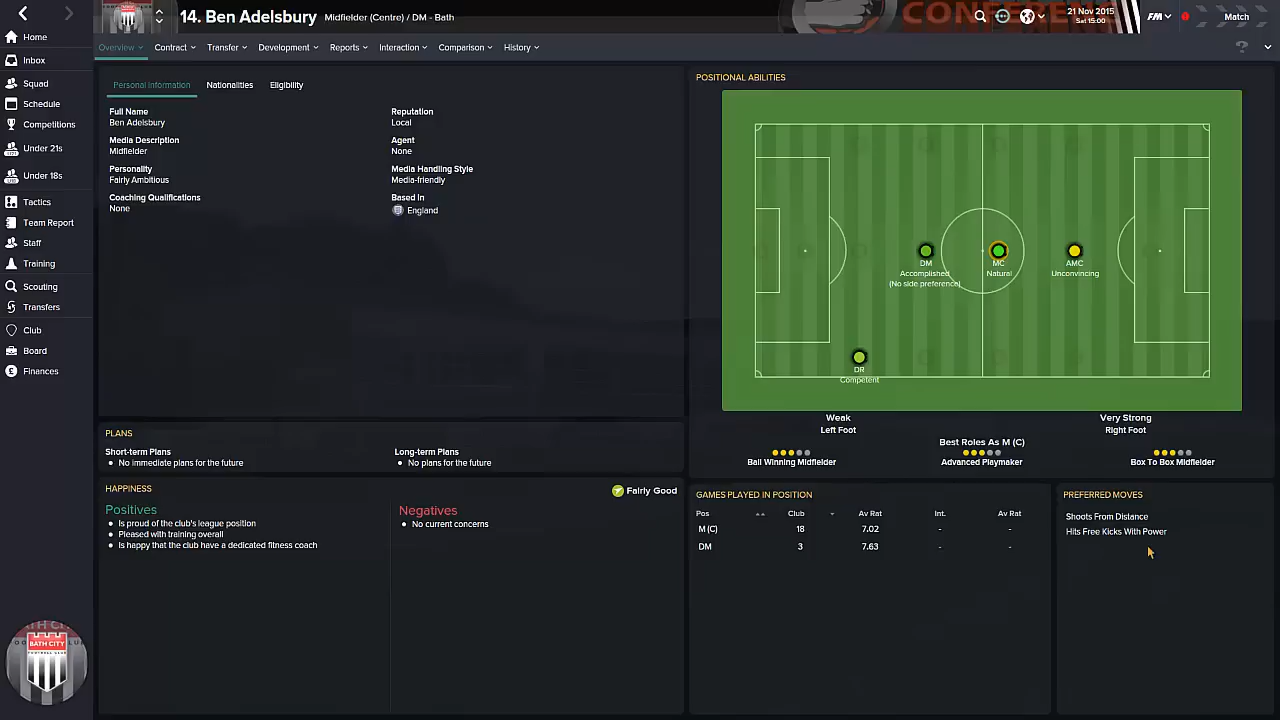 14. Ben Adelsbury Midfielder (Centre) / DM - Bath
CONFERENC
21 Nov 2015
Sat 15:00
FM
Match
Home
Inbox
Squad
Schedule
Competitions
Under 21s
Under 18s
Tactics
Team Report
Staff
Training
Scouting
Transfers
Club
Board
Finances
Overview Contract Transfer Development Reports Interaction Comparison History
Personal Information Nationalities Eligibility
Full Name
Ben Adelsbury
Media Description
Midfielder
Personality
Fairly Ambitious
Coaching Qualifications
None
Reputation
Local
Agent
None
Media Handling Style
Media-friendly
Based In
England
PLANS
Short-term Plans
No immediate plans for the future
Long-term Plans
No plans for the future
HAPPINESS
Fairly Good
Positives
Is proud of the club's league position
Pleased with training overall
Is happy that the club have a dedicated fitness coach
Negatives
No current concerns
POSITIONAL ABILITIES
DM
Accomplished
(No side preference)
MC
Natural
AMC
Unconvincing
DR
Competent
Weak
Left Foot
Very Strong
Right Foot
Best Roles As M (C)
Ball Winning Midfielder
Advanced Playmaker
Box To Box Midfielder
GAMES PLAYED IN POSITION
Pos Club Av Rat Int. Av Rat
M (C) 18 7.02 - -
DM 3 7.63 - -
PREFERRED MOVES
Shoots From Distance
Hits Free Kicks With Power
BATH CITY
FOOTBALL CLUB